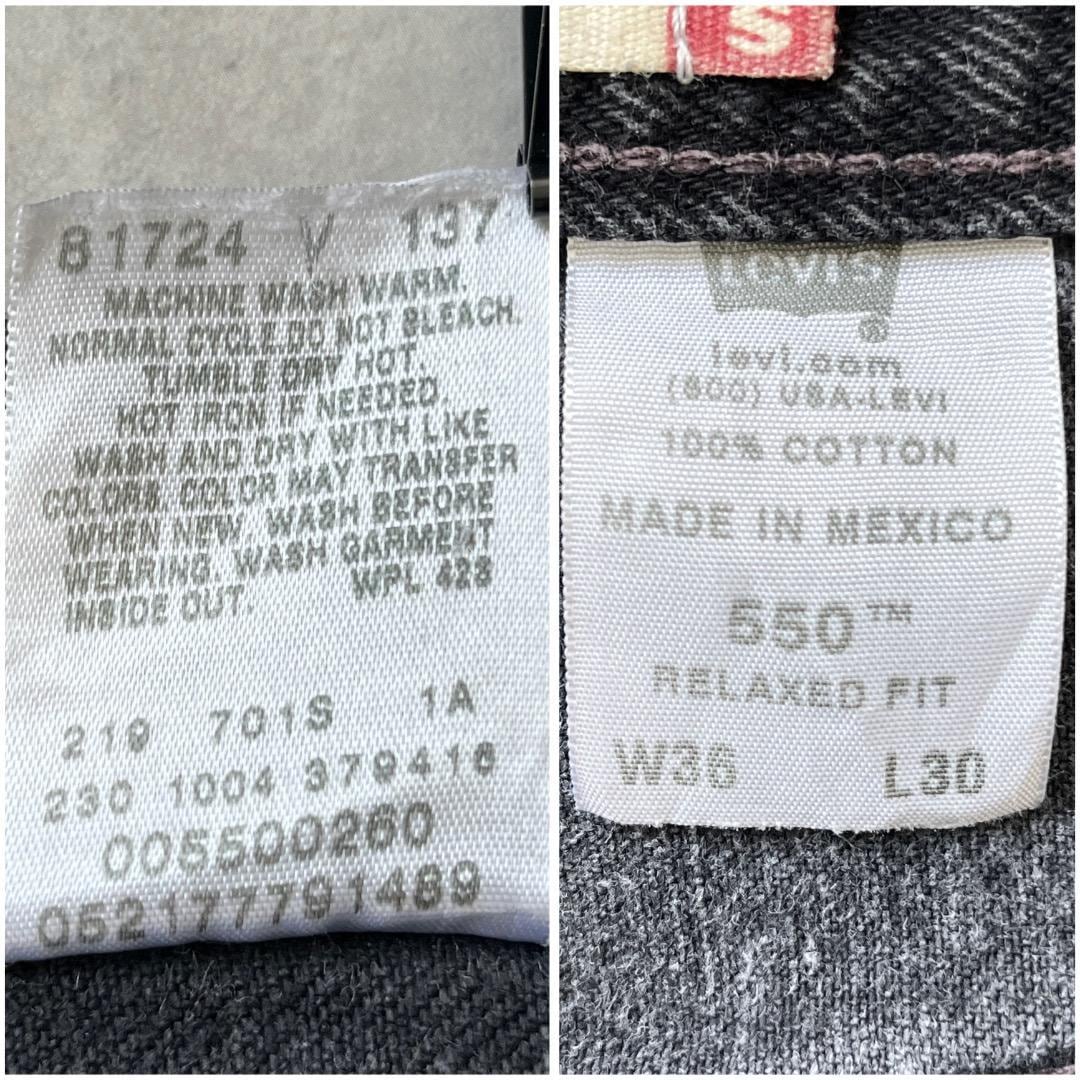 81724 V 137
MACHINE WASH WARM.
NORMAL CYCLE.DO NOT BLEACH.
TUMBLE DRY HOT.
HOT IRON IF NEEDED.
WASH AND DRY WITH LIKE
COLORS. COLOR MAY TRANSFER
WHEN NEW. WASH BEFORE
WEARING. WASH GARMENT
INSIDE OUT. WPL 423
219 701S 1A
230 1004 379416
005500260
052177791489
S
Levi's
®
levi.com
(800) USA-LEVI
100% COTTON
MADE IN MEXICO
550™
RELAXED FIT
W36 L30